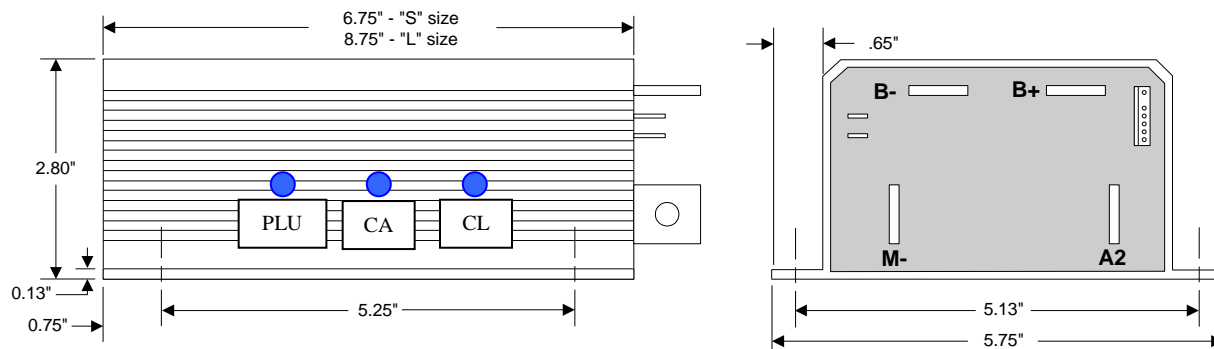 6.75" - "S" size
8.75" - "L" size
2.80"
PLU
CA
CL
0.13"
0.75"
5.25"
.65"
B-
B+
M-
A2
5.13"
5.75"